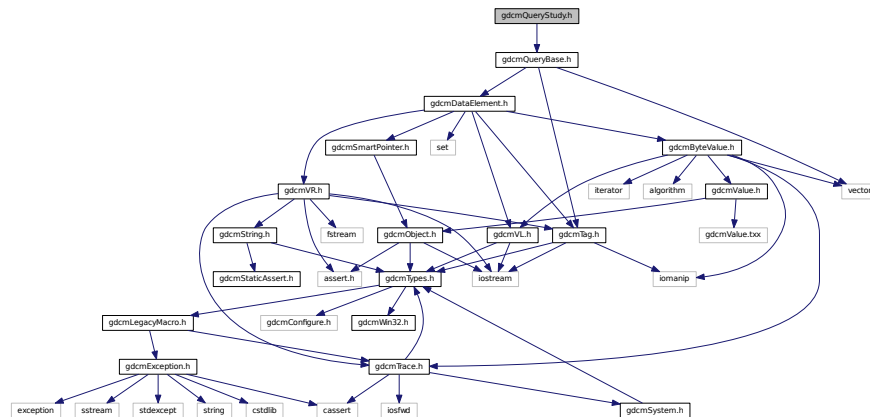 gdcmQueryStudy.h
gdcmQueryBase.h
gdcmDataElement.h
gdcmSmartPointer.h
set
gdcmByteValue.h
gdcmVR.h
iterator
algorithm
gdcmValue.h
vector
gdcmString.h
fstream
gdcmObject.h
gdcmVL.h
gdcmTag.h
gdcmValue.txx
gdcmStaticAssert.h
assert.h
gdcmTypes.h
iostream
iomanip
gdcmLegacyMacro.h
gdcmConfigure.h
gdcmWin32.h
gdcmException.h
gdcmTrace.h
exception
sstream
stdexcept
string
cstdlib
cassert
iosfwd
gdcmSystem.h